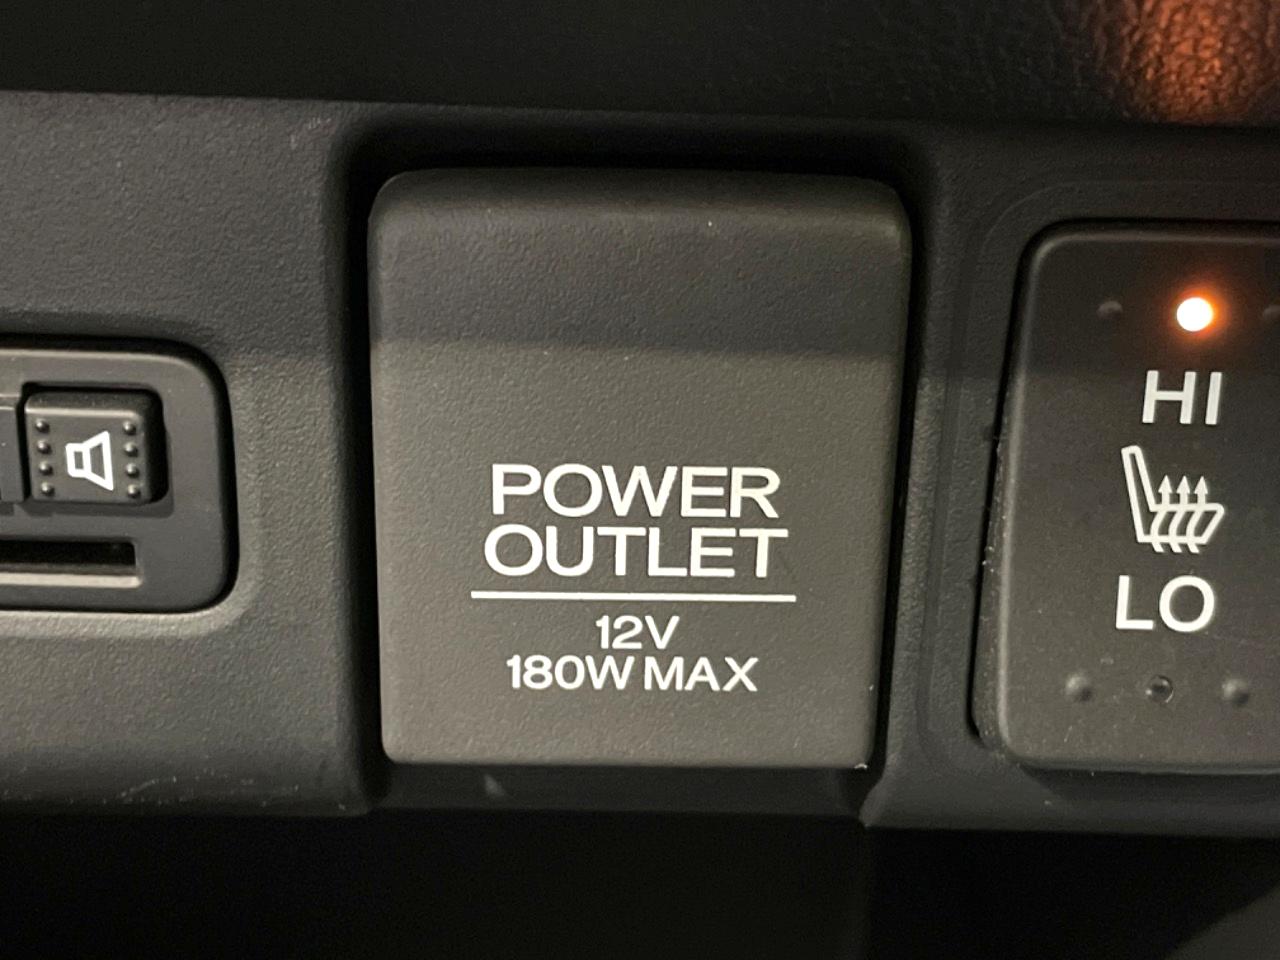 POWER
OUTLET
12V
180W MAX
HI
LO